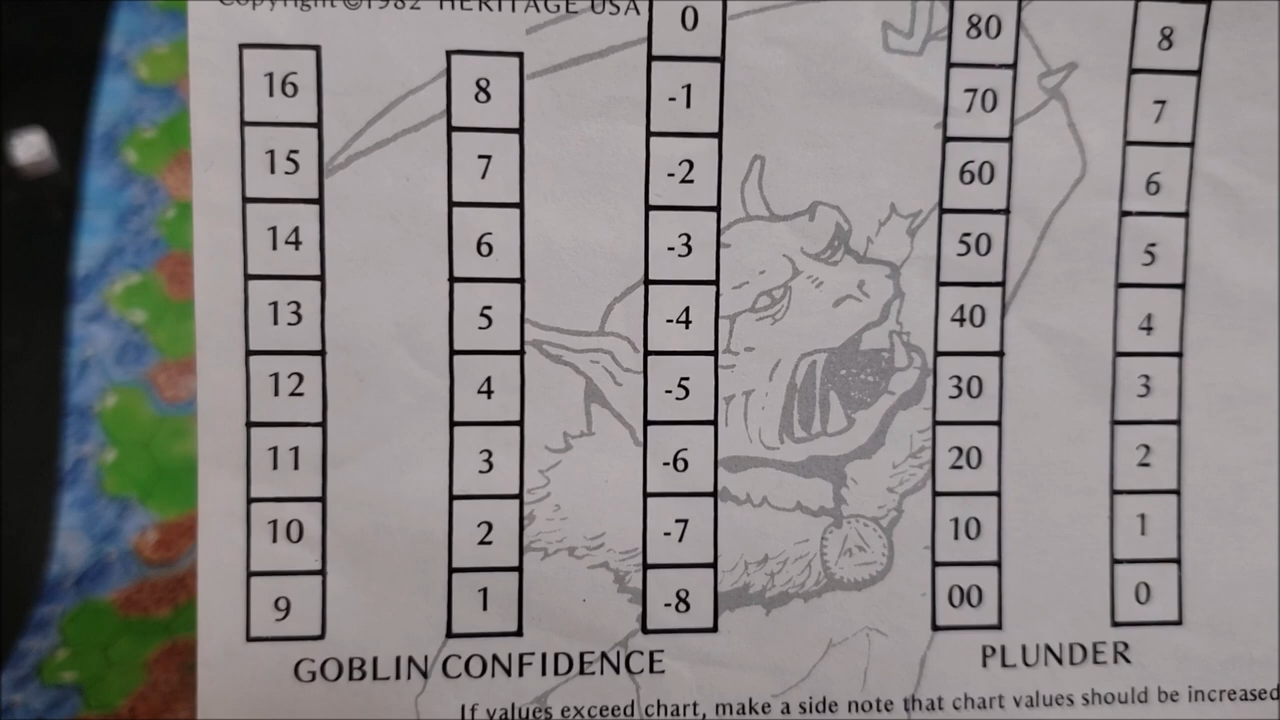 Copyright ©1982 HERITAGE USA
0 80 8
16 8 -1 70 7
15 7 -2 60 6
14 6 -3 50 5
13 5 -4 40 4
12 4 -5 30 3
11 3 -6 20 2
10 2 -7 10 1
9 1 -8 00 0
GOBLIN CONFIDENCE PLUNDER
If values exceed chart, make a side note that chart values should be increased